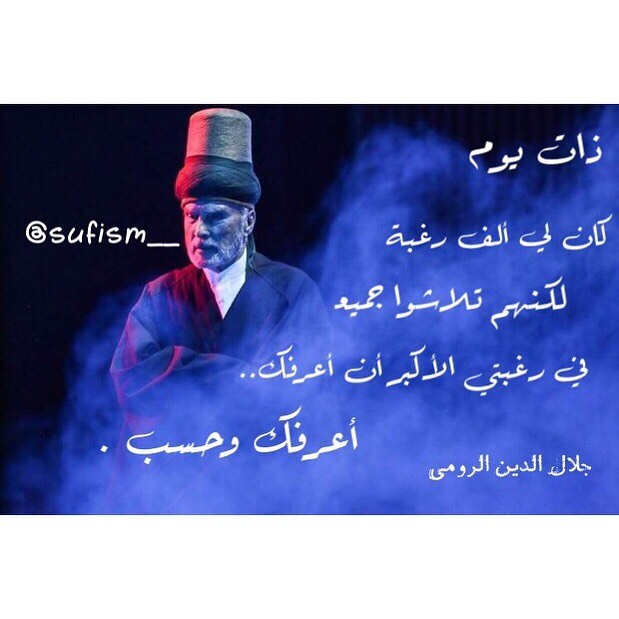 ذات يوم
كان لي ألف رغبة
لكنهم تلاشوا جميع
في رغبتي الأكبر أن أعرفك..
أعرفك وحسب .
جلال الدين الرومي
@sufism__